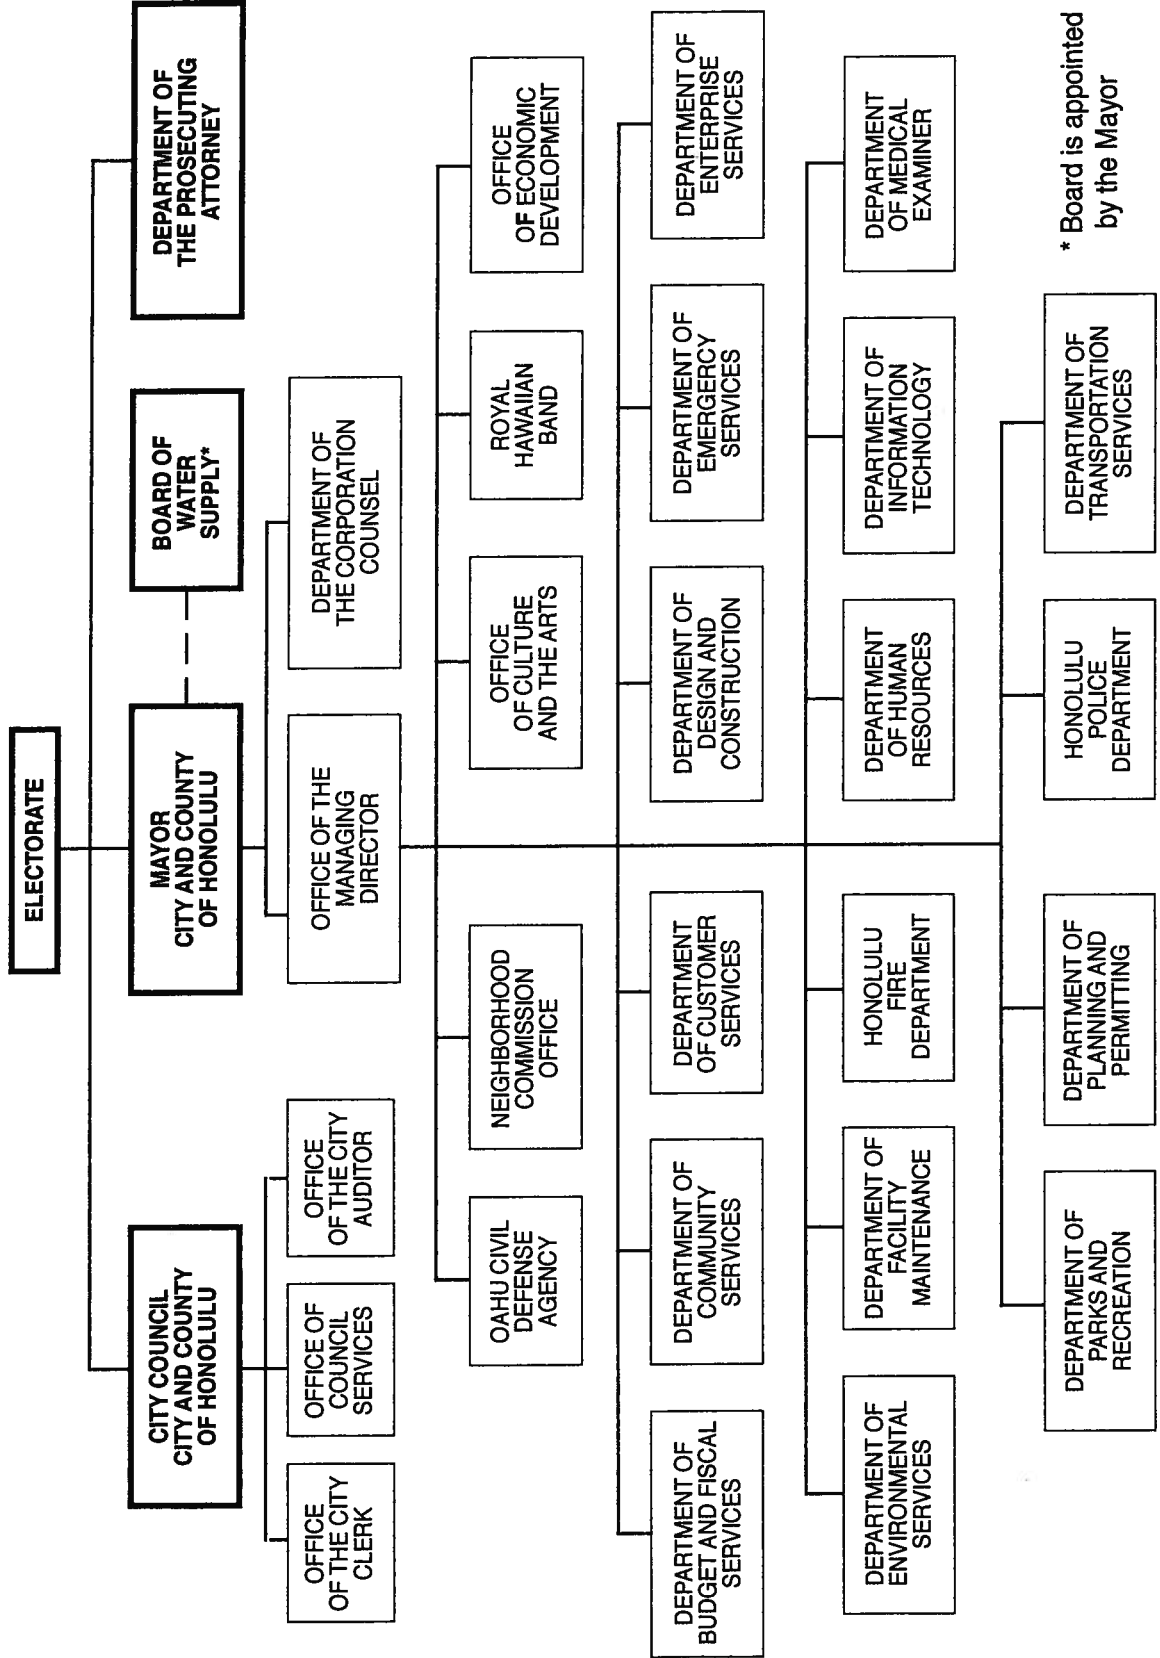 ELECTORATE
CITY COUNCIL
CITY AND COUNTY
OF HONOLULU
MAYOR
CITY AND COUNTY
OF HONOLULU
BOARD OF
WATER
SUPPLY*
DEPARTMENT OF
THE PROSECUTING
ATTORNEY
OFFICE
OF THE CITY
CLERK
OFFICE OF
COUNCIL
SERVICES
OFFICE
OF THE CITY
AUDITOR
OFFICE OF THE
MANAGING
DIRECTOR
DEPARTMENT OF
THE CORPORATION
COUNSEL
OAHU CIVIL
DEFENSE
AGENCY
NEIGHBORHOOD
COMMISSION
OFFICE
OFFICE
OF CULTURE
AND THE ARTS
ROYAL
HAWAIIAN
BAND
OFFICE
OF ECONOMIC
DEVELOPMENT
DEPARTMENT OF
BUDGET AND FISCAL
SERVICES
DEPARTMENT OF
COMMUNITY
SERVICES
DEPARTMENT
OF CUSTOMER
SERVICES
DEPARTMENT OF
DESIGN AND
CONSTRUCTION
DEPARTMENT OF
EMERGENCY
SERVICES
DEPARTMENT OF
ENTERPRISE
SERVICES
DEPARTMENT OF
ENVIRONMENTAL
SERVICES
DEPARTMENT OF
FACILITY
MAINTENANCE
HONOLULU
FIRE
DEPARTMENT
DEPARTMENT
OF HUMAN
RESOURCES
DEPARTMENT OF
INFORMATION
TECHNOLOGY
DEPARTMENT
OF MEDICAL
EXAMINER
DEPARTMENT OF
PARKS AND
RECREATION
DEPARTMENT OF
PLANNING AND
PERMITTING
HONOLULU
POLICE
DEPARTMENT
DEPARTMENT OF
TRANSPORTATION
SERVICES
* Board is appointed
by the Mayor